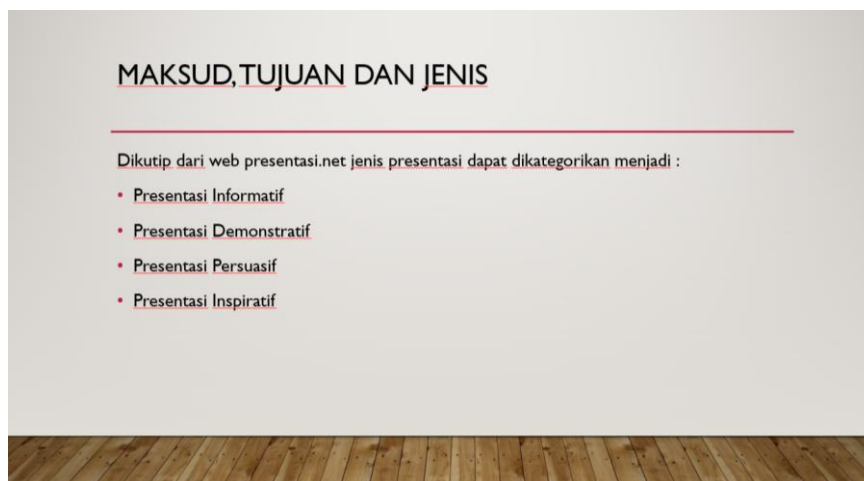 MAKSUD, TUJUAN DAN JENIS
Dikutip dari web presentasi.net jenis presentasi dapat dikategorikan menjadi :
• Presentasi Informatif
• Presentasi Demonstratif
• Presentasi Persuasif
• Presentasi Inspiratif